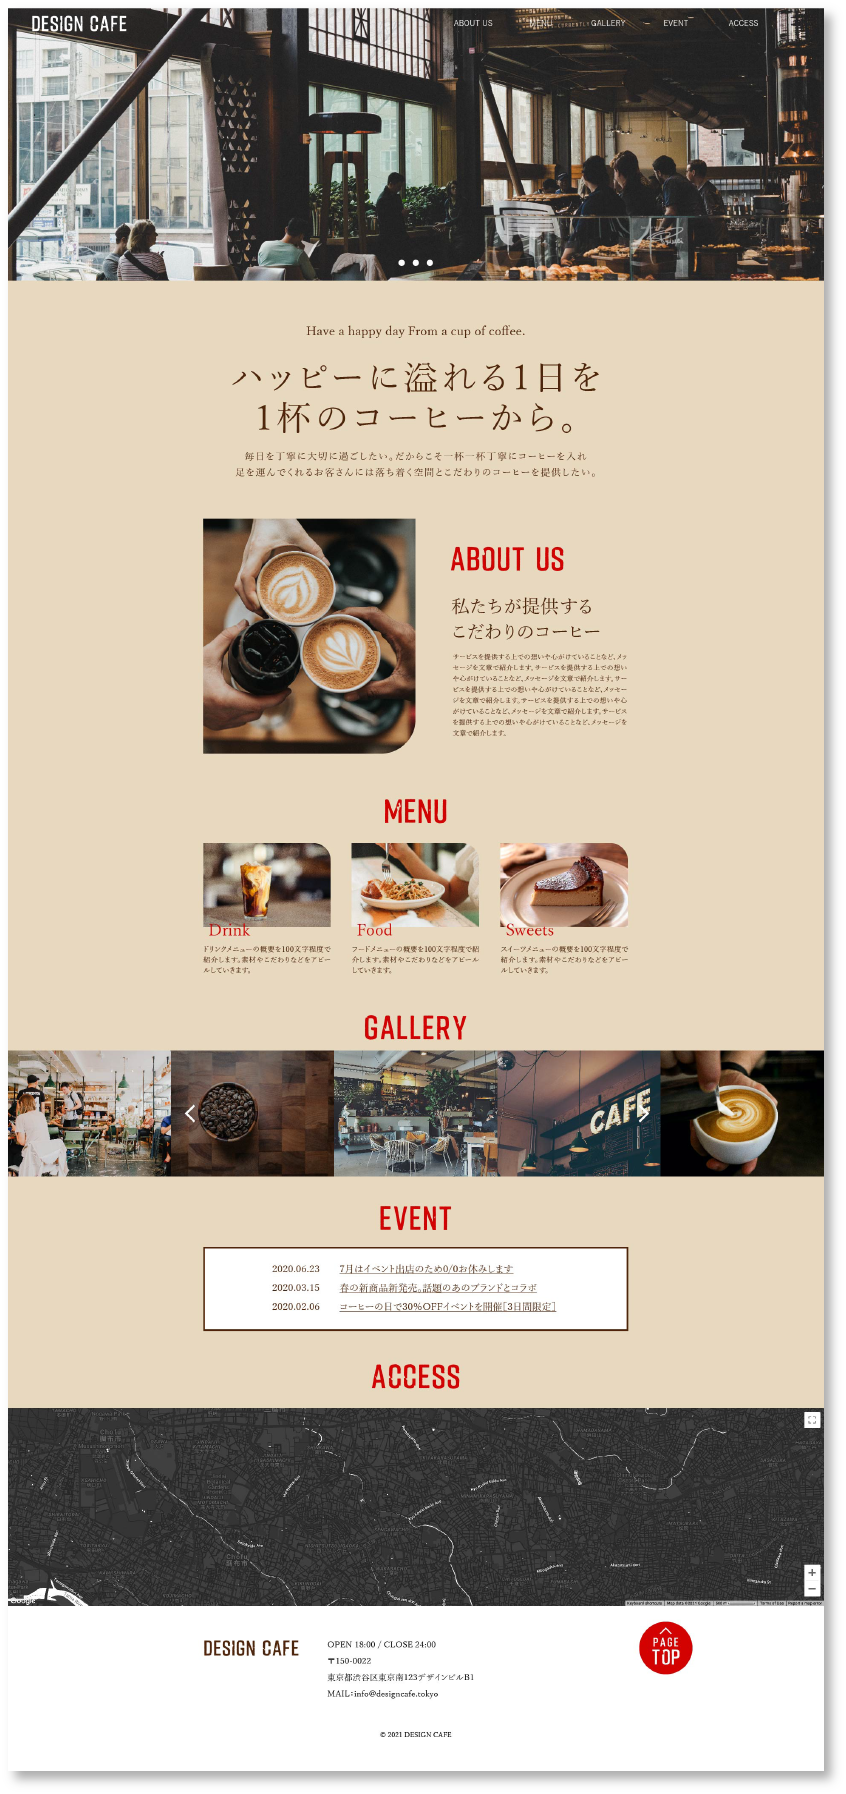 DESIGN CAFE
ABOUT US
MENU
GALLERY
EVENT
ACCESS
Have a happy day From a cup of coffee.
ハッピーに溢れる1日を
1杯のコーヒーから。
毎日を丁寧に大切に過ごしたい。だからこそ一杯一杯丁寧にコーヒーを入れ
足を運んでくれるお客さんには落ち着く空間とこだわりのコーヒーを提供したい。
ABOUT US
私たちが提供する
こだわりのコーヒー
サービスを提供する上での想いや心がけていることなど、メッ
セージを文章で紹介します。サービスを提供する上での想い
や心がけていることなど、メッセージを文章で紹介します。サー
ビスを提供する上での想いや心がけていることなど、メッセー
ジを文章で紹介します。サービスを提供する上での想いや心
がけていることなど、メッセージを文章で紹介します。サービス
を提供する上での想いや心がけていることなど、メッセージを
文章で紹介します。
MENU
Drink
ドリンクメニューの概要を100文字程度で
紹介します。素材やこだわりなどをアピー
ルしていきます。
Food
フードメニューの概要を100文字程度で紹
介します。素材やこだわりなどをアピール
していきます。
Sweets
スイーツメニューの概要を100文字程度で
紹介します。素材やこだわりなどをアピー
ルしていきます。
GALLERY
CAFE
EVENT
2020.06.23 7月はイベント出店のため0/0お休みします
2020.03.15 春の新商品新発売。話題のあのブランドとコラボ
2020.02.06 コーヒーの日で30%OFFイベントを開催[3日間限定]
ACCESS
Google
Keyboard shortcuts Map data ©2021 Google 500 m Terms of Use Report a map error
DESIGN CAFE
OPEN 18:00 / CLOSE 24:00
〒150-0022
東京都渋谷区東京南123デザインビルB1
MAIL：info@designcafe.tokyo
PAGE
TOP
© 2021 DESIGN CAFE